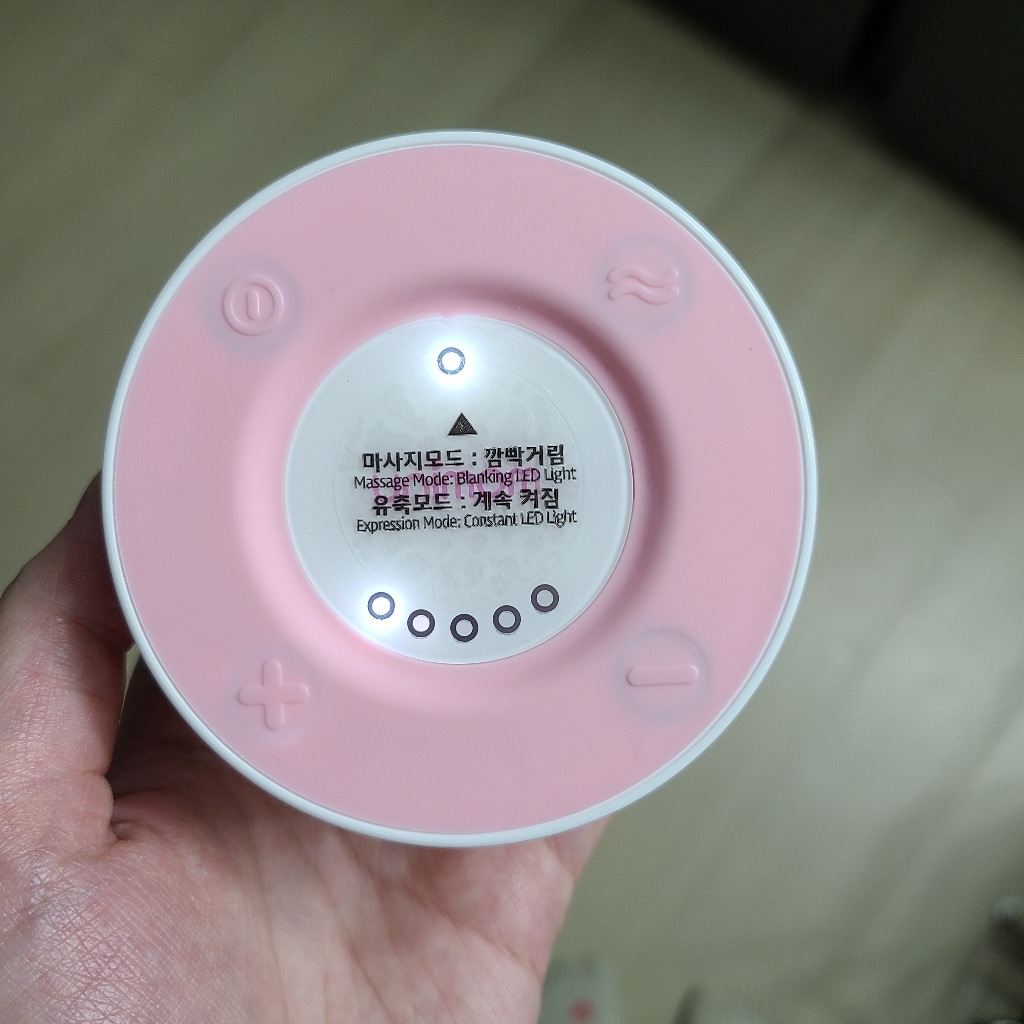 마사지모드 : 깜빡거림
Massage Mode: Blanking LED Light
유축모드 : 계속 켜짐
Expression Mode: Constant LED Light